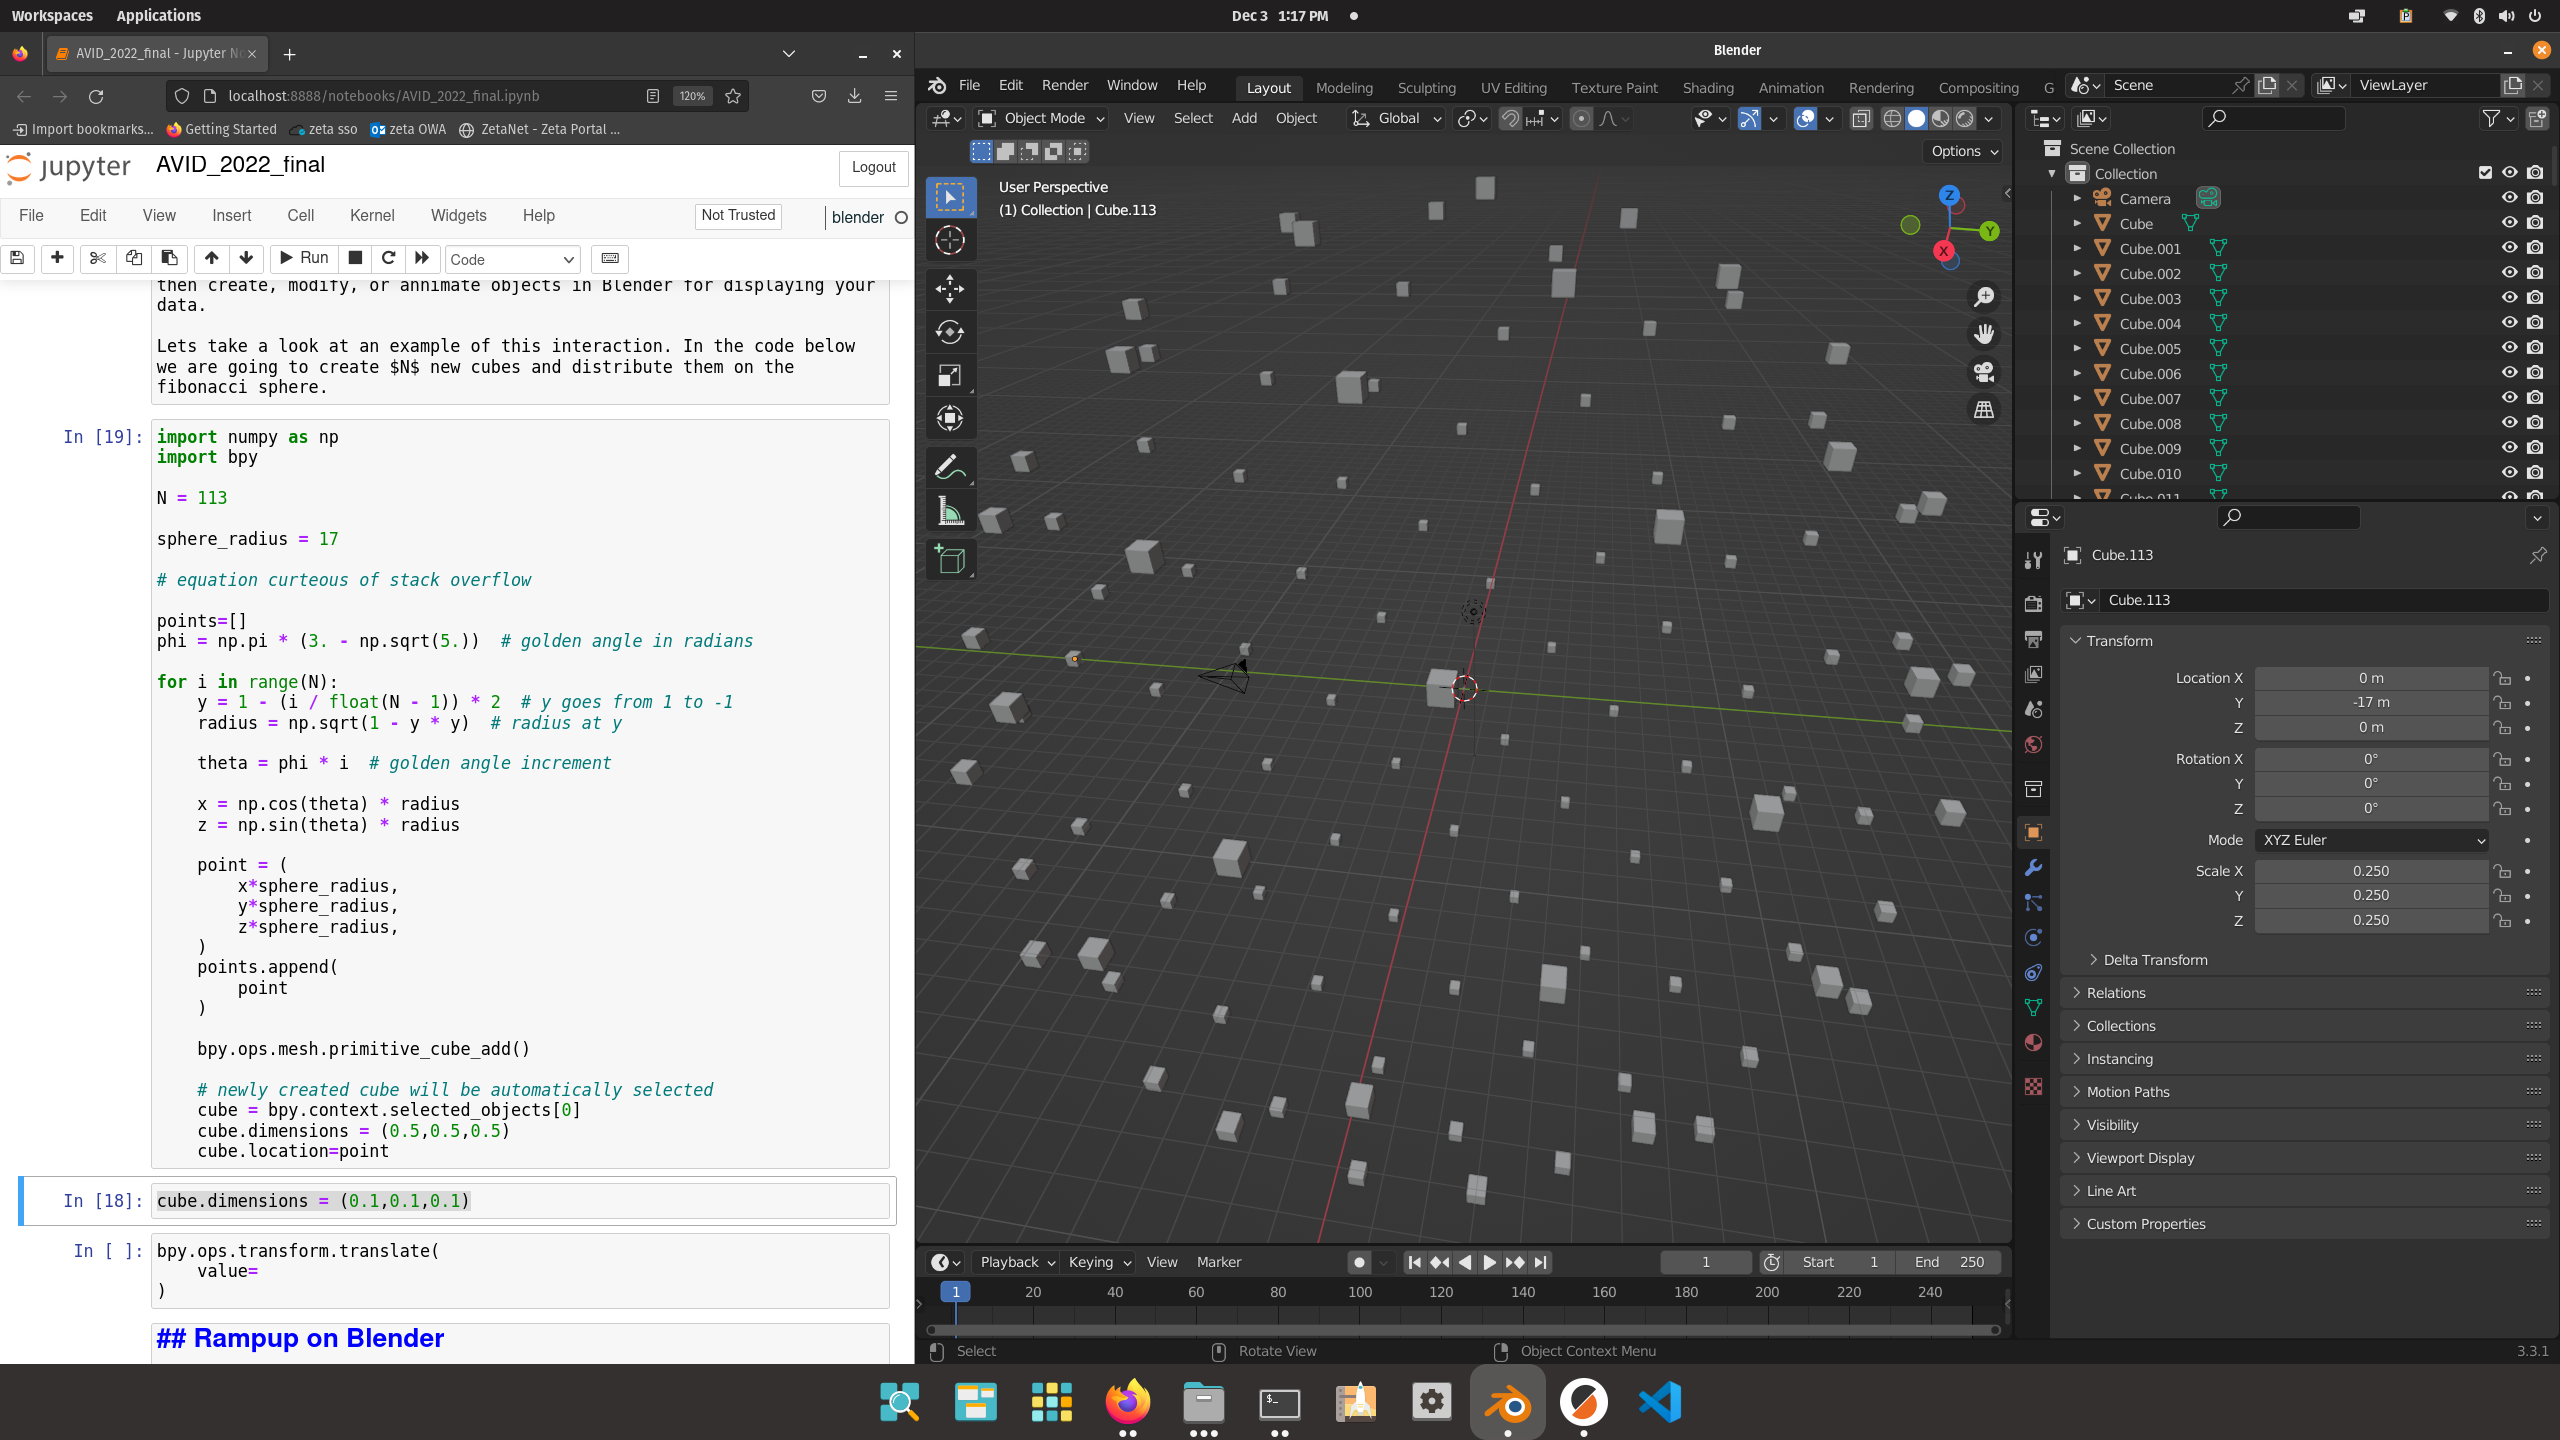 Workspaces Applications
Dec 3 1:17 PM
AVID_2022_final - Jupyter No
localhost:8888/notebooks/AVID_2022_final.ipynb
120%
Import bookmarks... Getting Started zeta sso zeta OWA ZetaNet - Zeta Portal ...
jupyter AVID_2022_final
Logout
File Edit View Insert Cell Kernel Widgets Help
Not Trusted
blender
Run
Code
then create, modify, or annimate objects in Blender for displaying your
data.
Lets take a look at an example of this interaction. In the code below
we are going to create $N$ new cubes and distribute them on the
fibonacci sphere.
In [19]:
import numpy as np
import bpy
N = 113
sphere_radius = 17
# equation curteous of stack overflow
points=[]
phi = np.pi * (3. - np.sqrt(5.))  # golden angle in radians
for i in range(N):
    y = 1 - (i / float(N - 1)) * 2  # y goes from 1 to -1
    radius = np.sqrt(1 - y * y)  # radius at y
    theta = phi * i  # golden angle increment
    x = np.cos(theta) * radius
    z = np.sin(theta) * radius
    point = (
        x*sphere_radius,
        y*sphere_radius,
        z*sphere_radius,
    )
    points.append(
        point
    )
    bpy.ops.mesh.primitive_cube_add()
    # newly created cube will be automatically selected
    cube = bpy.context.selected_objects[0]
    cube.dimensions = (0.5,0.5,0.5)
    cube.location=point
In [18]:
cube.dimensions = (0.1,0.1,0.1)
In [ ]:
bpy.ops.transform.translate(
    value=
)
## Rampup on Blender
Blender
File Edit Render Window Help
Layout Modeling Sculpting UV Editing Texture Paint Shading Animation Rendering Compositing G
Scene
ViewLayer
Object Mode View Select Add Object
Global
Options
User Perspective
(1) Collection | Cube.113
Z
Y
X
Scene Collection
Collection
Camera
Cube
Cube.001
Cube.002
Cube.003
Cube.004
Cube.005
Cube.006
Cube.007
Cube.008
Cube.009
Cube.010
Cube.011
Cube.113
Cube.113
Transform
Location X 0 m
Y -17 m
Z 0 m
Rotation X 0°
Y 0°
Z 0°
Mode XYZ Euler
Scale X 0.250
Y 0.250
Z 0.250
Delta Transform
Relations
Collections
Instancing
Motion Paths
Visibility
Viewport Display
Line Art
Custom Properties
Playback Keying View Marker
1
Start 1
End 250
1 20 40 60 80 100 120 140 160 180 200 220 240
Select
Rotate View
Object Context Menu
3.3.1